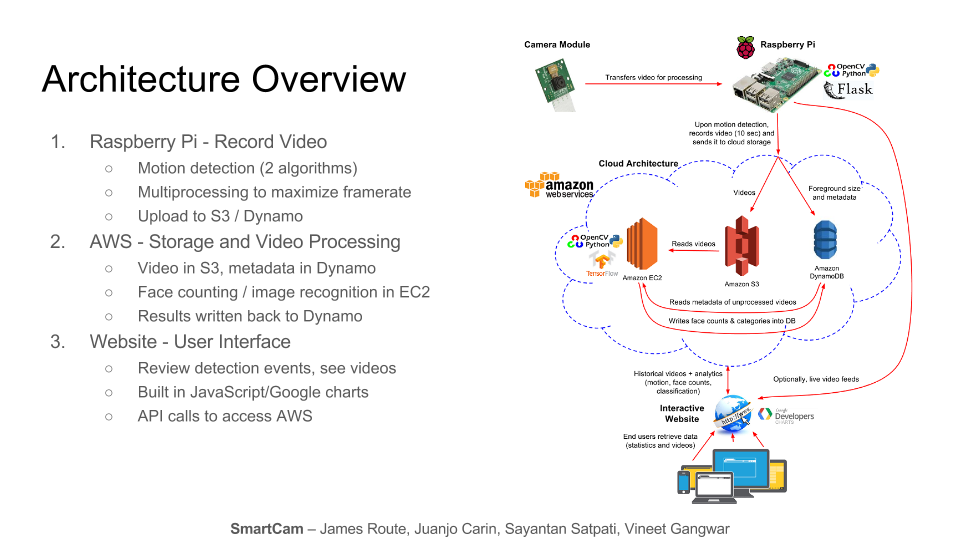 Architecture Overview
1. Raspberry Pi - Record Video
○ Motion detection (2 algorithms)
○ Multiprocessing to maximize framerate
○ Upload to S3 / Dynamo
2. AWS - Storage and Video Processing
○ Video in S3, metadata in Dynamo
○ Face counting / image recognition in EC2
○ Results written back to Dynamo
3. Website - User Interface
○ Review detection events, see videos
○ Built in JavaScript/Google charts
○ API calls to access AWS
Camera Module
Raspberry Pi
Transfers video for processing
OpenCV
Python
Flask
Upon motion detection,
records video (10 sec) and
sends it to cloud storage
Cloud Architecture
amazon
webservices
Videos
Foreground size
and metadata
OpenCV
Python
TensorFlow
Reads videos
Amazon EC2
Amazon S3
Amazon
DynamoDB
Reads metadata of unprocessed videos
Writes face counts & categories into DB
Historical videos + analytics
(motion, face counts,
classification)
Optionally, live video feeds
Interactive
Website
http://www.
Google
Developers
CHARTS
End users retrieve data
(statistics and videos)
SmartCam – James Route, Juanjo Carin, Sayantan Satpati, Vineet Gangwar